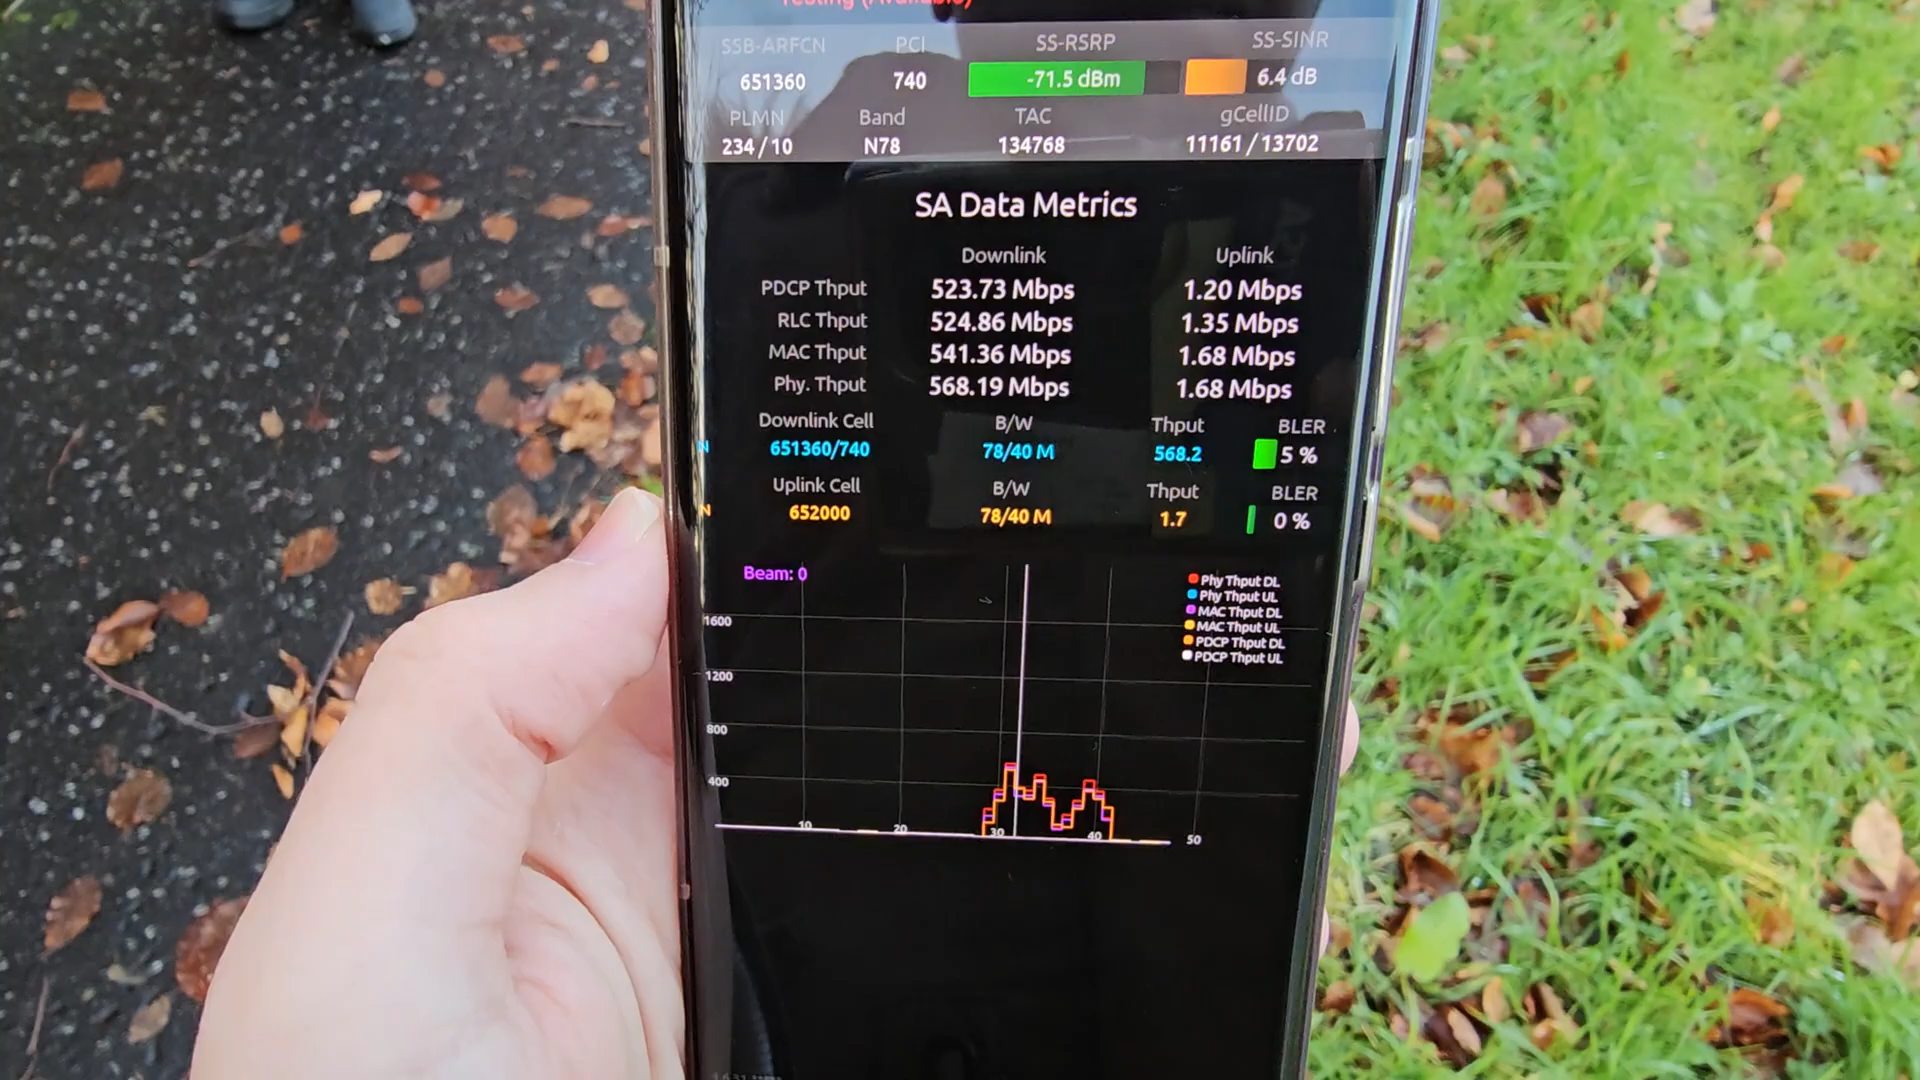 Testing (Available)
SSB-ARFCN PCI SS-RSRP SS-SINR
651360 740 -71.5 dBm 6.4 dB
PLMN Band TAC gCellID
234 / 10 N78 134768 11161 / 13702
SA Data Metrics
Downlink Uplink
PDCP Thput 523.73 Mbps 1.20 Mbps
RLC Thput 524.86 Mbps 1.35 Mbps
MAC Thput 541.36 Mbps 1.68 Mbps
Phy. Thput 568.19 Mbps 1.68 Mbps
Downlink Cell B/W Thput BLER
N 651360/740 78/40 M 568.2 5 %
Uplink Cell B/W Thput BLER
N 652000 78/40 M 1.7 0 %
Beam: 0
Phy Thput DL
Phy Thput UL
MAC Thput DL
MAC Thput UL
PDCP Thput DL
PDCP Thput UL
1600
1200
800
400
10 20 30 40 50